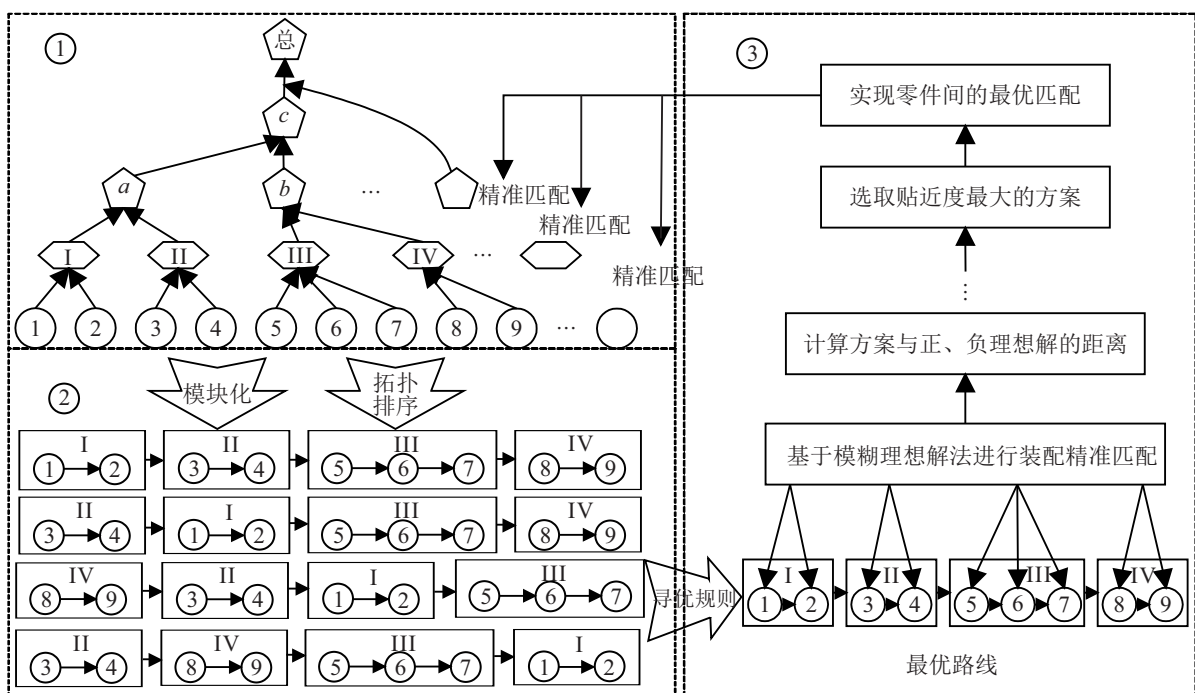 ①
总
c
a
b
…
精准匹配
精准匹配
精准匹配
I
II
III
IV
…
1
2
3
4
5
6
7
8
9
…
②
模块化
拓扑
排序
I
II
III
IV
1
2
3
4
5
6
7
8
9
II
I
III
IV
3
4
1
2
5
6
7
8
9
IV
II
I
III
8
9
3
4
1
2
5
6
7
II
IV
III
I
3
4
8
9
5
6
7
1
2
寻优规则
③
实现零件间的最优匹配
选取贴近度最大的方案
…
计算方案与正、负理想解的距离
基于模糊理想解法进行装配精准匹配
I
II
III
IV
1
2
3
4
5
6
7
8
9
最优路线